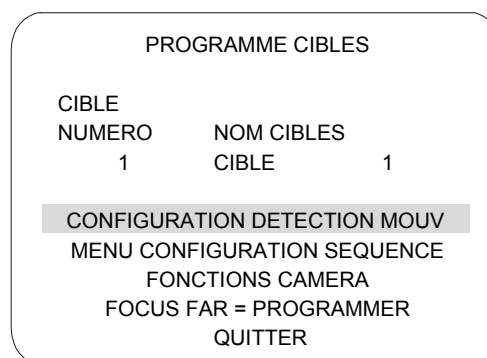 PROGRAMME CIBLES
CIBLE
NUMERO NOM CIBLES
1 CIBLE 1
CONFIGURATION DETECTION MOUV
MENU CONFIGURATION SEQUENCE
FONCTIONS CAMERA
FOCUS FAR = PROGRAMMER
QUITTER